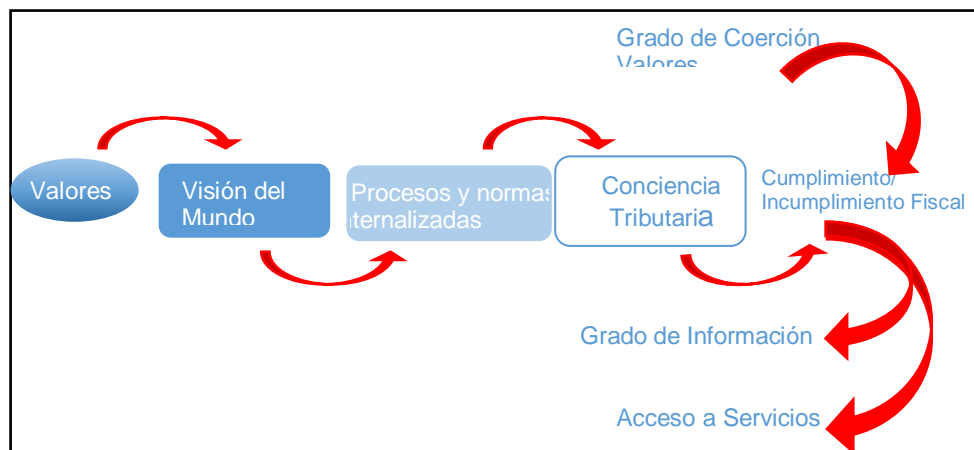 Grado de Coerción
Valores
Valores
Visión del
Mundo
Procesos y normas
nternalizadas
Conciencia
Tributaria
Cumplimiento/
Incumplimiento Fiscal
Grado de Información
Acceso a Servicios